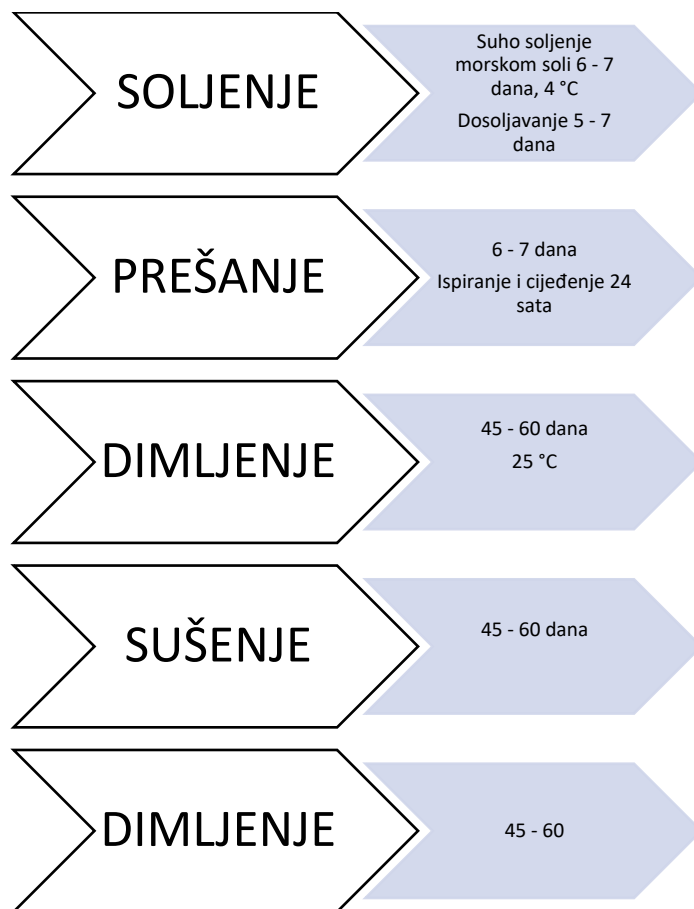 SOLJENJE
Suho soljenje
morskom soli 6 - 7
dana, 4 °C
Dosoljavanje 5 - 7
dana
PREŠANJE
6 - 7 dana
Ispiranje i cijeđenje 24
sata
DIMLJENJE
45 - 60 dana
25 °C
SUŠENJE
45 - 60 dana
DIMLJENJE
45 - 60